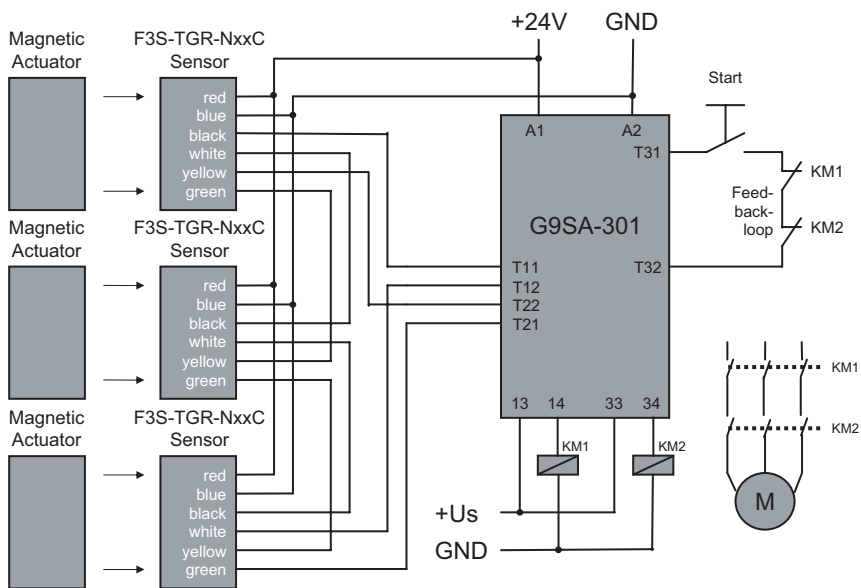 +24V GND
Magnetic
Actuator
F3S-TGR-NxxC
Sensor
red
blue
black
white
yellow
green
Magnetic
Actuator
F3S-TGR-NxxC
Sensor
red
blue
black
white
yellow
green
Magnetic
Actuator
F3S-TGR-NxxC
Sensor
red
blue
black
white
yellow
green
A1 A2
T31
G9SA-301
T11
T12
T22
T21
T32
13 14 33 34
Start
KM1
Feed-
back-
loop
KM2
KM1 KM2
+Us
GND
KM1
KM2
M